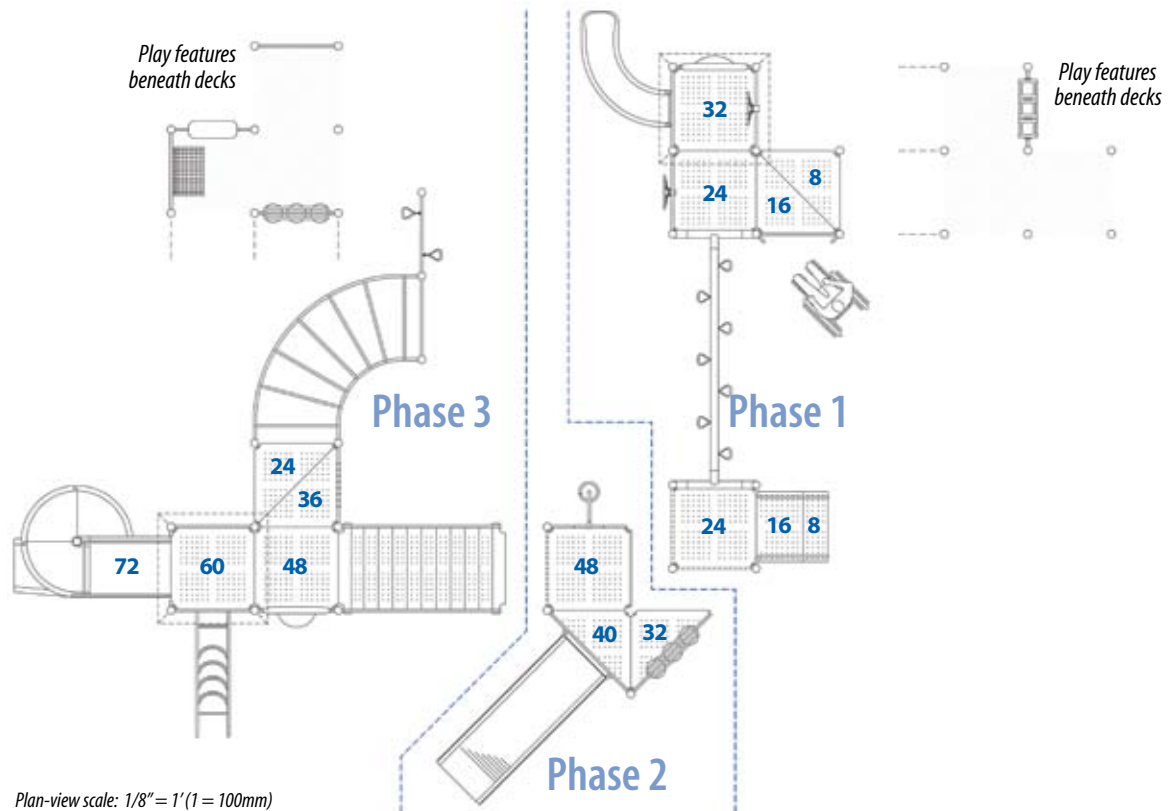 Play features
beneath decks
Play features
beneath decks
32
24
8
16
Phase 3
Phase 1
24
36
24
16
8
72
60
48
48
40
32
Phase 2
Plan-view scale: 1/8" = 1' (1 = 100mm)